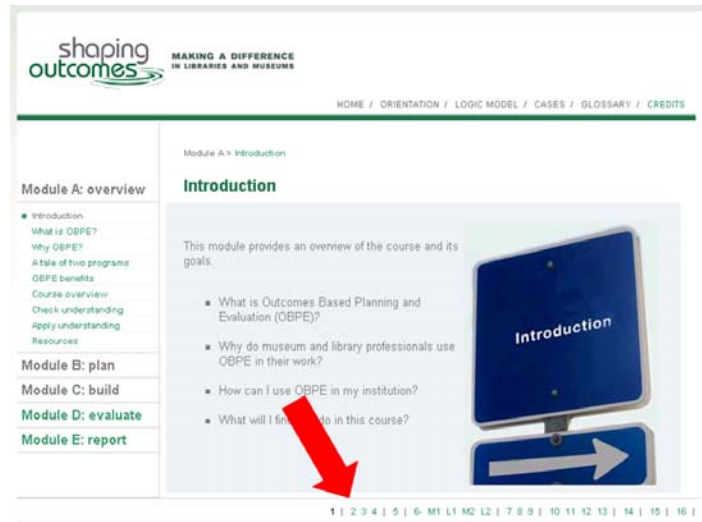 shaping
outcomes
MAKING A DIFFERENCE
IN LIBRARIES AND MUSEUMS
HOME / ORIENTATION / LOGIC MODEL / CASES / GLOSSARY / CREDITS
Module A > Introduction
Module A: overview
Introduction
What is OBPE?
Why OBPE?
A tale of two programs
OBPE benefits
Course overview
Check understanding
Apply understanding
Resources
Module B: plan
Module C: build
Module D: evaluate
Module E: report
Introduction
This module provides an overview of the course and its
goals.
▪ What is Outcomes Based Planning and
Evaluation (OBPE)?
▪ Why do museum and library professionals use
OBPE in their work?
▪ How can I use OBPE in my institution?
▪ What will I do in this course?
Introduction
1 | 2 3 4 | 5 | 6- M1 L1 M2 L2 | 7 8 9 | 10 11 12 13 | 14 | 15 | 16 |